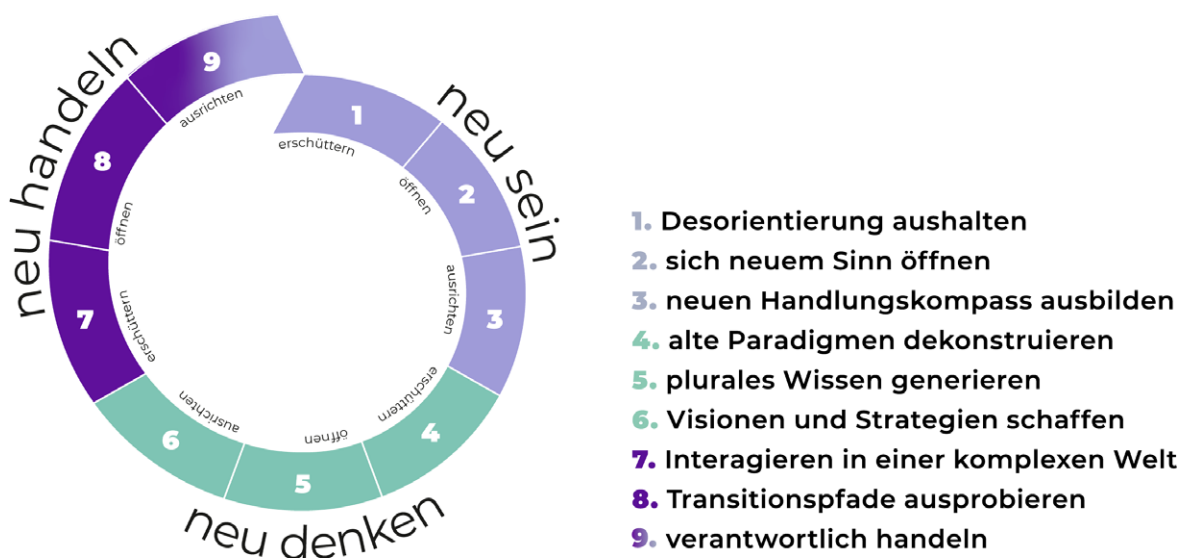 neu sein
1
erschüttern
2
öffnen
3
ausrichten
neu denken
4
erschüttern
5
öffnen
6
ausrichten
neu handeln
7
erschüttern
8
öffnen
9
ausrichten
1. Desorientierung aushalten
2. sich neuem Sinn öffnen
3. neuen Handlungskompass ausbilden
4. alte Paradigmen dekonstruieren
5. plurales Wissen generieren
6. Visionen und Strategien schaffen
7. Interagieren in einer komplexen Welt
8. Transitionspfade ausprobieren
9. verantwortlich handeln